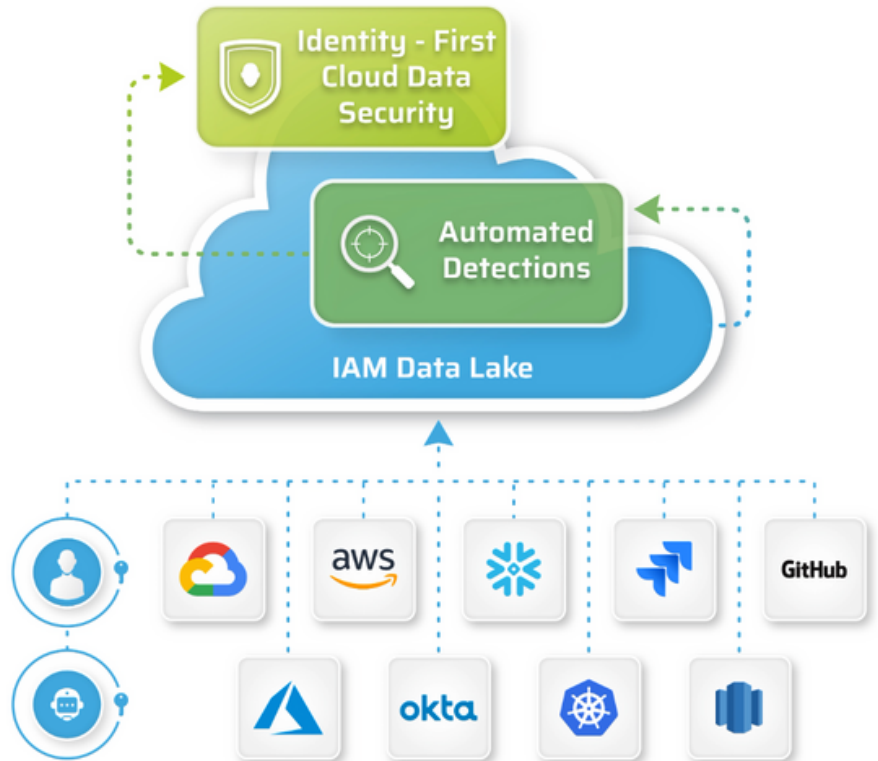 Identity - First
Cloud Data
Security
Automated
Detections
IAM Data Lake
aws
GitHub
okta